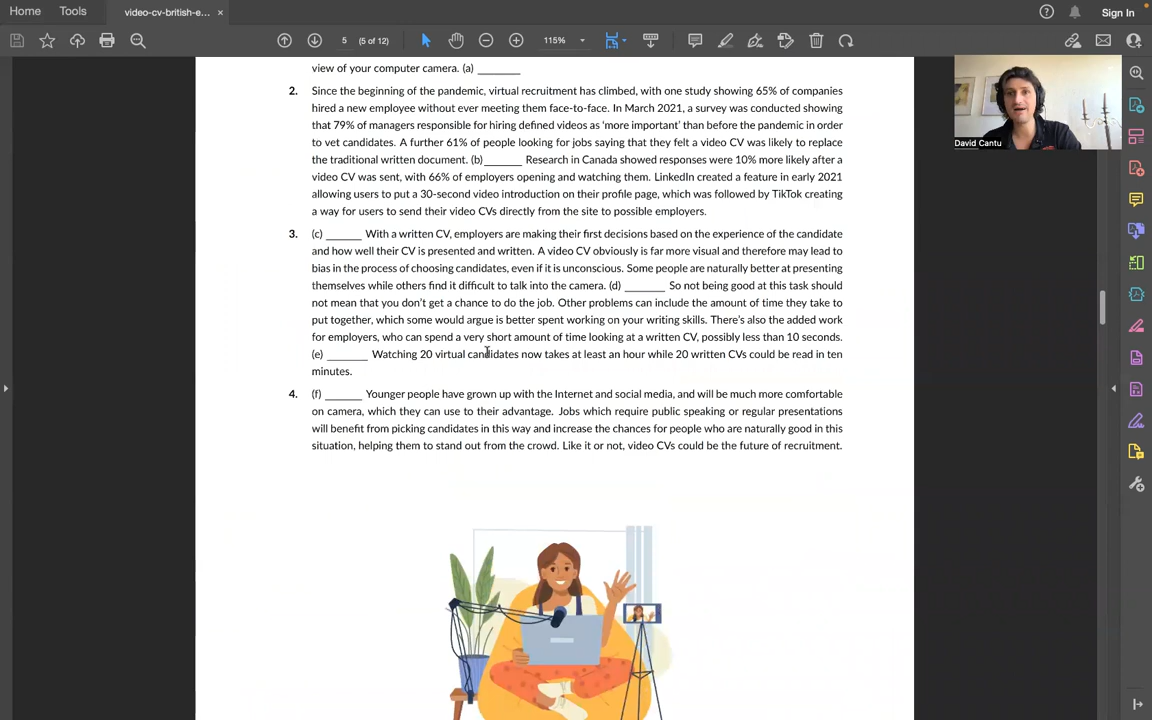 Home
Tools
video-cv-british-e...
×
Sign In
5
(5 of 12)
115%
view of your computer camera. (a) _______
2. Since the beginning of the pandemic, virtual recruitment has climbed, with one study showing 65% of companies
hired a new employee without ever meeting them face-to-face. In March 2021, a survey was conducted showing
that 79% of managers responsible for hiring defined videos as ‘more important’ than before the pandemic in order
to vet candidates. A further 61% of people looking for jobs saying that they felt a video CV was likely to replace
the traditional written document. (b)______ Research in Canada showed responses were 10% more likely after a
video CV was sent, with 66% of employers opening and watching them. LinkedIn created a feature in early 2021
allowing users to put a 30-second video introduction on their profile page, which was followed by TikTok creating
a way for users to send their video CVs directly from the site to possible employers.
3. (c) ______ With a written CV, employers are making their first decisions based on the experience of the candidate
and how well their CV is presented and written. A video CV obviously is far more visual and therefore may lead to
bias in the process of choosing candidates, even if it is unconscious. Some people are naturally better at presenting
themselves while others find it difficult to talk into the camera. (d) _______ So not being good at this task should
not mean that you don’t get a chance to do the job. Other problems can include the amount of time they take to
put together, which some would argue is better spent working on your writing skills. There’s also the added work
for employers, who can spend a very short amount of time looking at a written CV, possibly less than 10 seconds.
(e) _______ Watching 20 virtual candidates now takes at least an hour while 20 written CVs could be read in ten
minutes.
4. (f) ______ Younger people have grown up with the Internet and social media, and will be much more comfortable
on camera, which they can use to their advantage. Jobs which require public speaking or regular presentations
will benefit from picking candidates in this way and increase the chances for people who are naturally good in this
situation, helping them to stand out from the crowd. Like it or not, video CVs could be the future of recruitment.
David Cantu